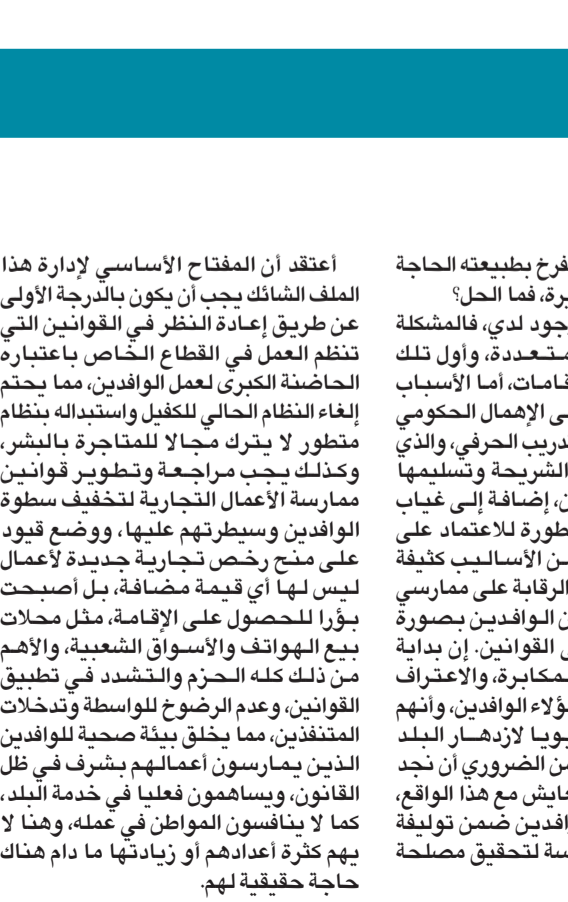 فرخ بطبيعته الحاجة
يرة، فما الحل؟
جود لدي، فالمشكلة
متعددة، وأول تلك
قامات، أما الأسباب
ى الإهمال الحكومي
دريب الحرفي، والذي
الشريحة وتسليمها
ن، إضافة إلى غياب
طورة للاعتماد على
ن الأساليب كثيفة
الرقابة على ممارسي
ن الوافدين بصورة
ى القوانين. إن بداية
مكابرة، والاعتراف
ؤلاء الوافدين، وأنهم
يويا لازدهار البلد
ن الضروري أن نجد
عايش مع هذا الواقع،
افدين ضمن توليفة
سة لتحقيق مصلحة
أعتقد أن المفتاح الأساسي لإدارة هذا
الملف الشائك يجب أن يكون بالدرجة الأولى
عن طريق إعادة النظر في القوانين التي
تنظم العمل في القطاع الخاص باعتباره
الحاضنة الكبرى لعمل الوافدين، مما يحتم
إلغاء النظام الحالي للكفيل واستبداله بنظام
متطور لا يترك مجالا للمتاجرة بالبشر،
وكذلك يجب مراجعة وتطوير قوانين
ممارسة الأعمال التجارية لتخفيف سطوة
الوافدين وسيطرتهم عليها، ووضع قيود
على منح رخص تجارية جديدة لأعمال
ليس لها أي قيمة مضافة، بل أصبحت
بؤرا للحصول على الإقامة، مثل محلات
بيع الهواتف والأسواق الشعبية، والأهم
من ذلك كله الحزم والتشدد في تطبيق
القوانين، وعدم الرضوخ للواسطة وتدخلات
المتنفذين، مما يخلق بيئة صحية للوافدين
الذين يمارسون أعمالهم بشرف في ظل
القانون، ويساهمون فعليا في خدمة البلد،
كما لا ينافسون المواطن في عمله، وهنا لا
يهم كثرة أعدادهم أو زيادتها ما دام هناك
حاجة حقيقية لهم.